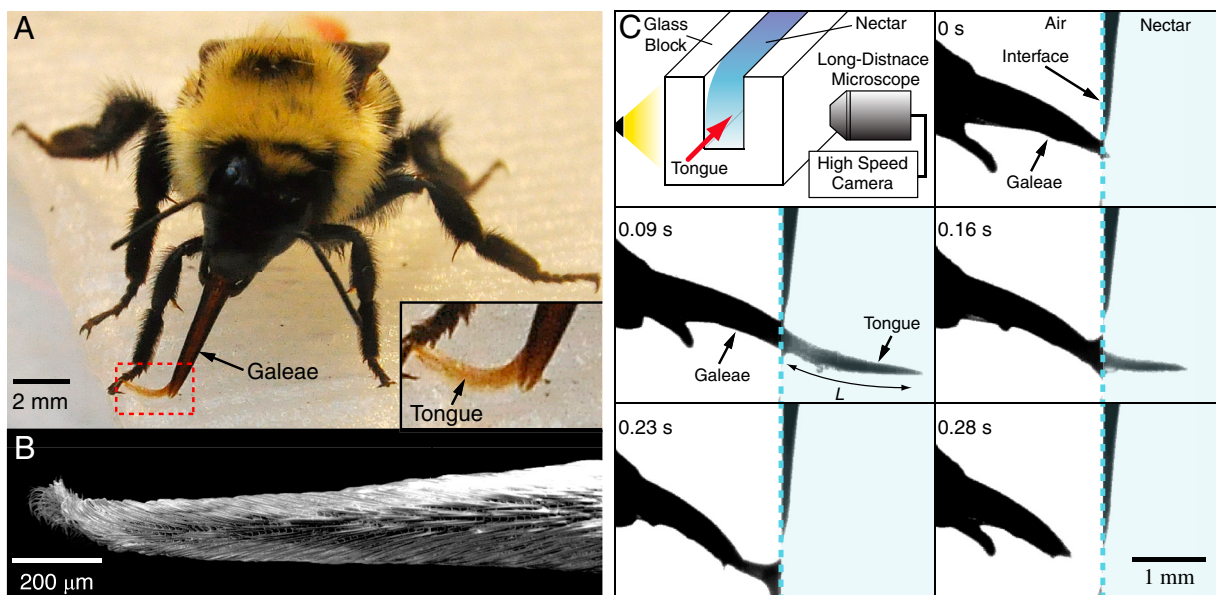 A
Galeae
2 mm
Tongue
B
200 μm
C
Glass
Block
Nectar
Long-Distnace
Microscope
Tongue
High Speed
Camera
0 s
Air
Nectar
Interface
Galeae
0.09 s
Tongue
Galeae
L
0.16 s
0.23 s
0.28 s
1 mm